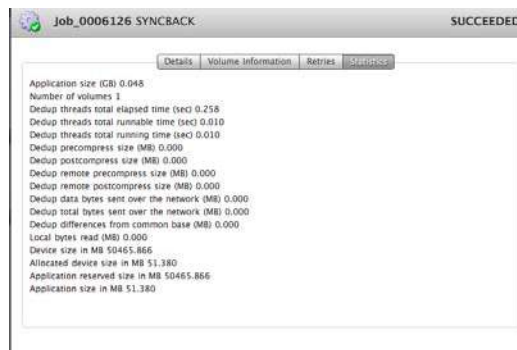 Job_0006126 SYNCBACK
SUCCEEDED
Details Volume Information Retries Statistics
Application size (GB) 0.048
Number of volumes 1
Dedup threads total elapsed time (sec) 0.258
Dedup threads total runnable time (sec) 0.010
Dedup threads total running time (sec) 0.010
Dedup precompress size (MB) 0.000
Dedup postcompress size (MB) 0.000
Dedup remote precompress size (MB) 0.000
Dedup remote postcompress size (MB) 0.000
Dedup data bytes sent over the network (MB) 0.000
Dedup total bytes sent over the network (MB) 0.000
Dedup differences from common base (MB) 0.000
Local bytes read (MB) 0.000
Device size in MB 50465.866
Allocated device size in MB 51.380
Application reserved size in MB 50465.866
Application size in MB 51.380